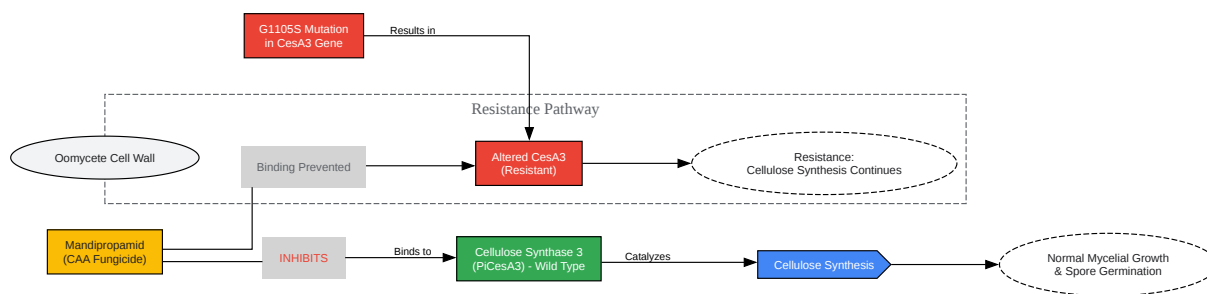 G1105S Mutation
in CesA3 Gene
Results in
Resistance Pathway
Oomycete Cell Wall
Binding Prevented
Altered CesA3
(Resistant)
Resistance:
Cellulose Synthesis Continues
Mandipropamid
(CAA Fungicide)
INHIBITS
Binds to
Cellulose Synthase 3
(PiCesA3) - Wild Type
Catalyzes
Cellulose Synthesis
Normal Mycelial Growth
& Spore Germination